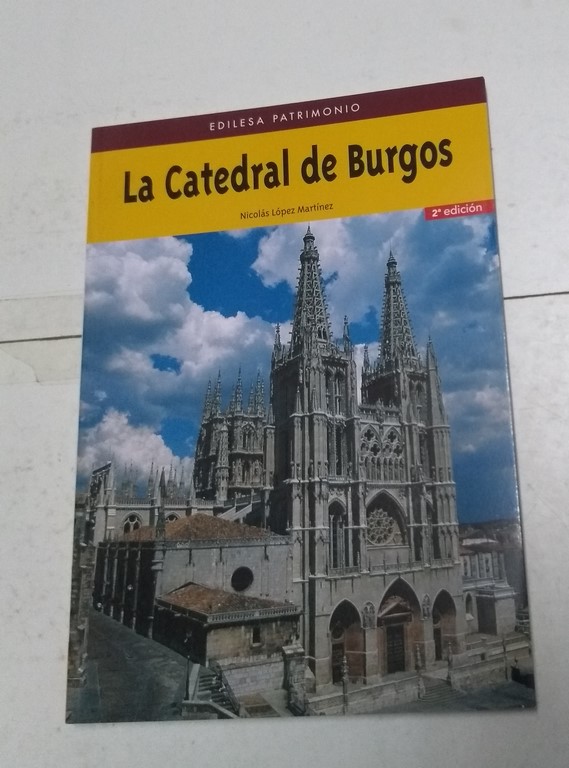 EDILESA PATRIMONIO
La Catedral de Burgos
Nicolás López Martínez
2ª edición